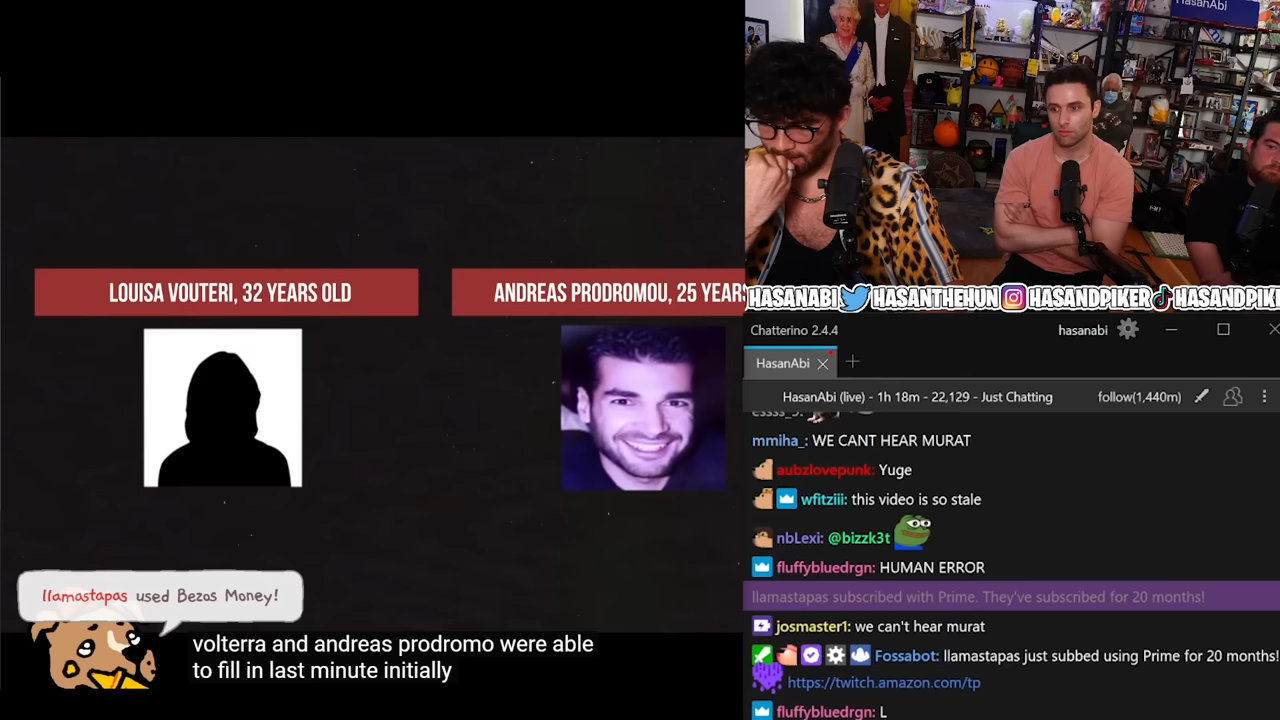 LOUISA VOUTERI, 32 YEARS OLD
ANDREAS PRODROMOU, 25 YEARS
llamastapas used Bezos Money!
volterra and andreas prodromo were able
to fill in last minute initially
HasanAbi
HASANABI HASANTHEHUN HASANDPIKER HASANDPIKE
Chatterino 2.4.4
hasanabi
HasanAbi
HasanAbi (live) - 1h 18m - 22,129 - Just Chatting
follow(1,440m)
mmiha_: WE CANT HEAR MURAT
aubzlovepunk: Yuge
wfitziii: this video is so stale
nbLexi: @bizzk3t
fluffybluedrgn: HUMAN ERROR
llamastapas subscribed with Prime. They've subscribed for 20 months!
josmaster1: we can't hear murat
Fossabot: llamastapas just subbed using Prime for 20 months!
https://twitch.amazon.com/tp
fluffybluedrgn: L